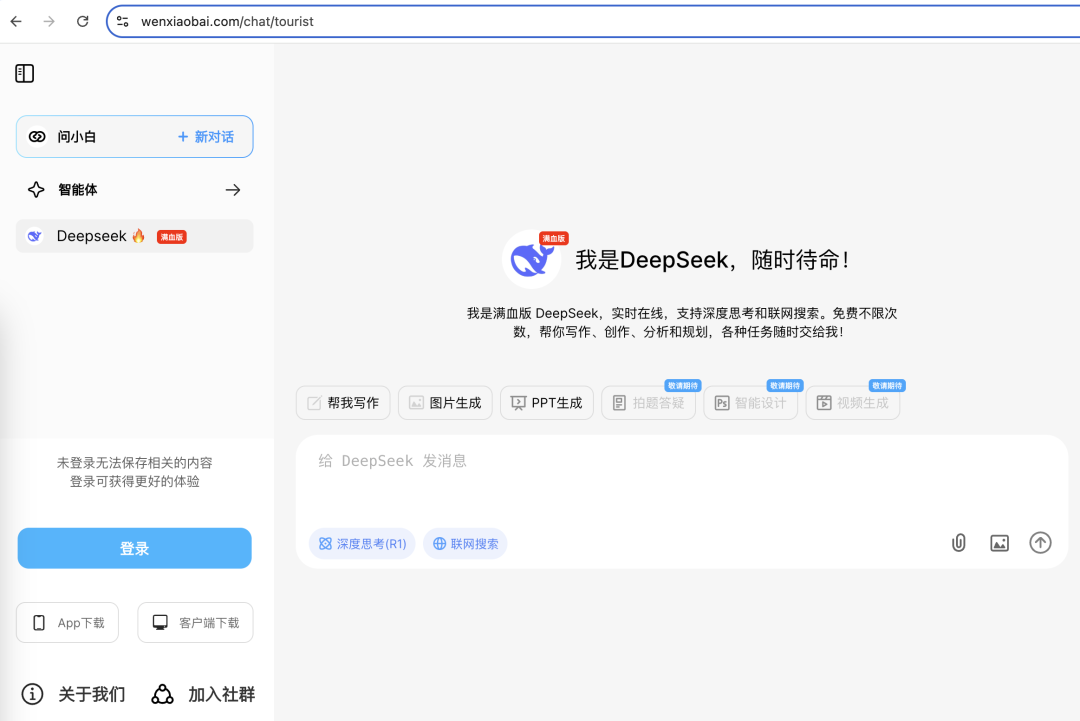 wenxiaobai.com/chat/tourist
问小白
+ 新对话
智能体
Deepseek🔥 满血版
未登录无法保存相关的内容
登录可获得更好的体验
登录
App下载
客户端下载
关于我们
加入社群
满血版
我是DeepSeek，随时待命！
我是满血版 DeepSeek，实时在线，支持深度思考和联网搜索。免费不限次
数，帮你写作、创作、分析和规划，各种任务随时交给我！
敬请期待 敬请期待 敬请期待
帮我写作 图片生成 PPT生成 拍题答疑 Ps 智能设计 视频生成
给 DeepSeek 发消息
深度思考(R1) 联网搜索